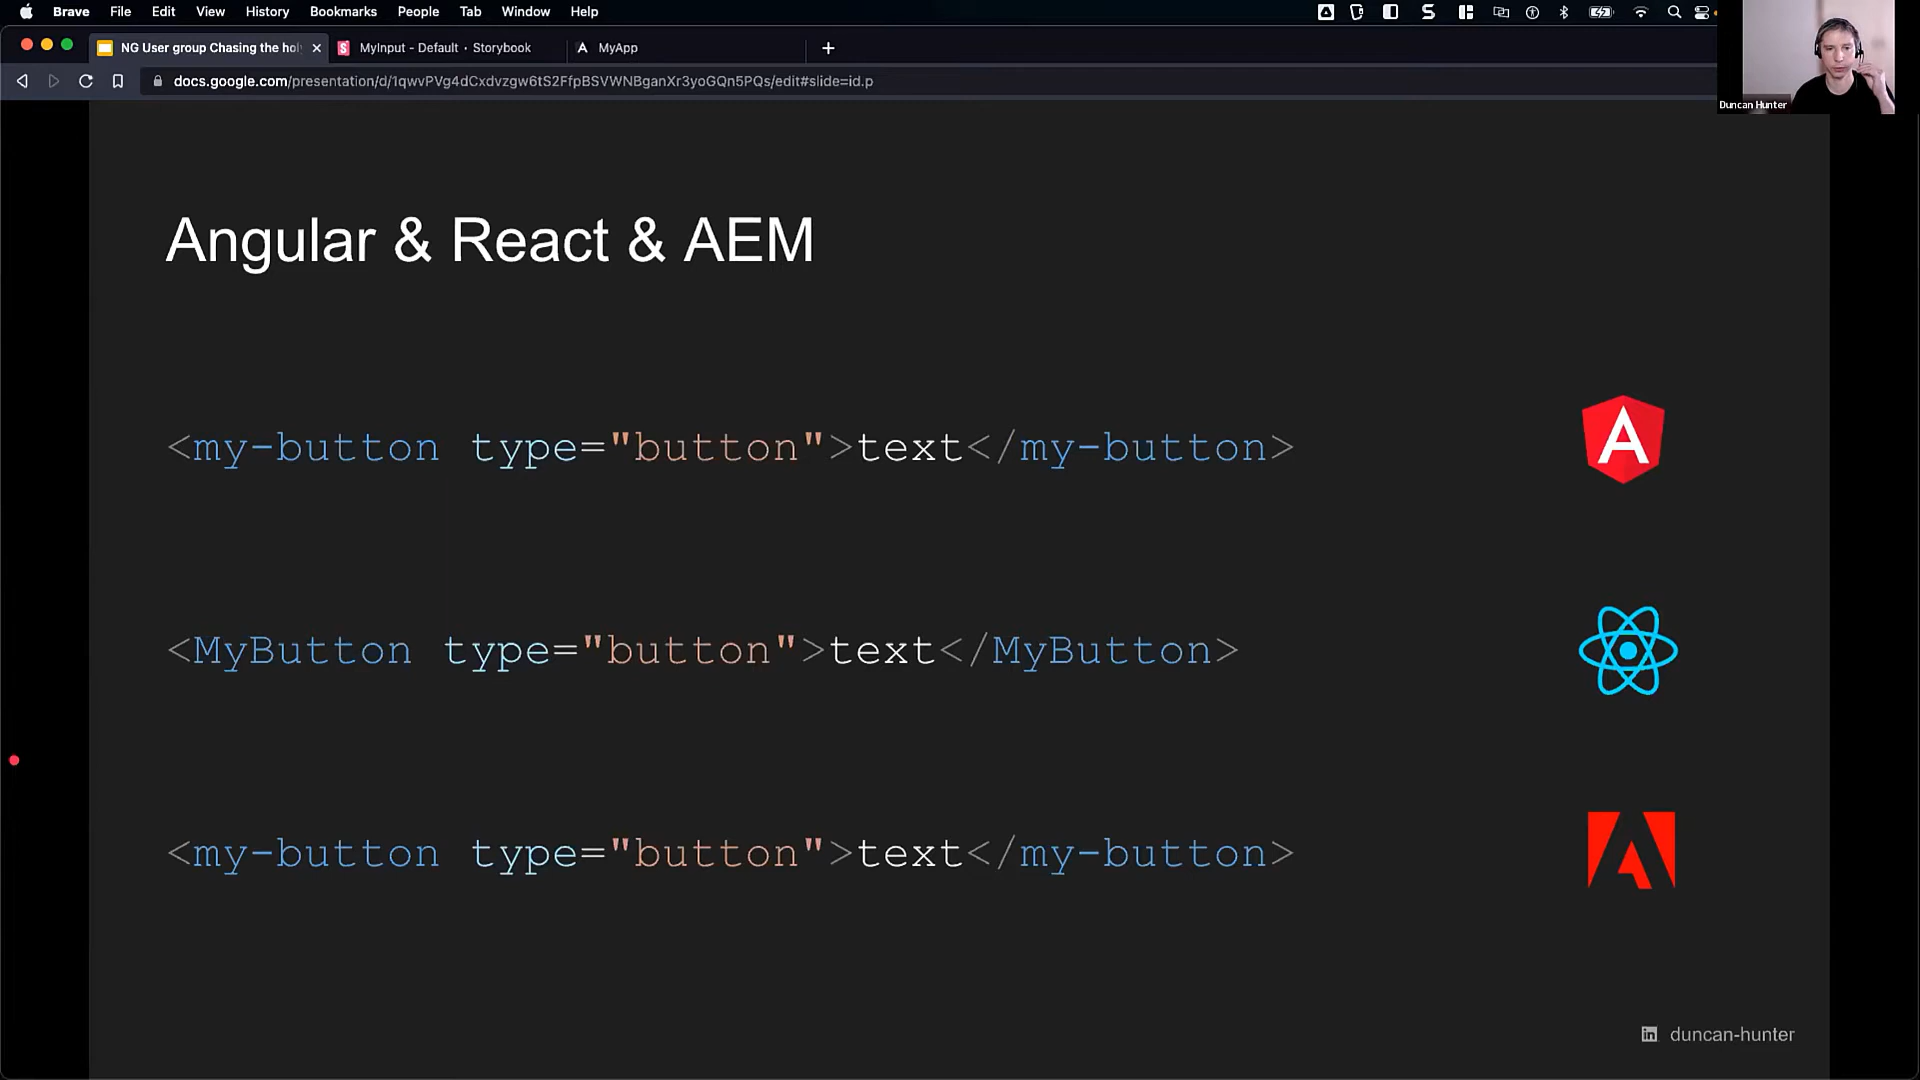 Brave File Edit View History Bookmarks People Tab Window Help
NG User group Chasing the hol
MyInput - Default · Storybook
MyApp
docs.google.com/presentation/d/1qwvPVg4dCxdvzgw6tS2FfpBSVWNBganXr3yoGQn5PQs/edit#slide=id.p
Duncan Hunter
Angular & React & AEM
<my-button type="button">text</my-button>
<MyButton type="button">text</MyButton>
<my-button type="button">text</my-button>
duncan-hunter